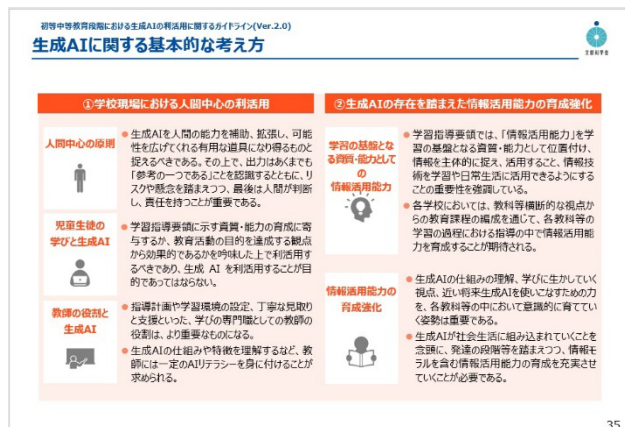 初等中等教育段階における生成AIの利活用に関するガイドライン(Ver.2.0)
生成AIに関する基本的な考え方
文部科学省
①学校現場における人間中心の利活用
人間中心の原則
●生成AIを人間の能力を補助、拡張し、可能
性を広げてくれる有用な道具になり得るものと
捉えるべきである。その上で、出力はあくまでも
「参考の一つである」ことを認識するとともに、リ
スクや懸念を踏まえつつ、最後は人間が判断
し、責任を持つことが重要である。
児童生徒の
学びと生成AI
●学習指導要領に示す資質・能力の育成に寄
与するか、教育活動の目的を達成する観点
から効果的であるかを吟味した上で利活用す
るべきであり、生成 AI を利活用することが目
的であってはならない。
教師の役割と
生成AI
●指導計画や学習環境の設定、丁寧な見取り
と支援といった、学びの専門職としての教師の
役割は、より重要なものになる。
●生成AIの仕組みや特徴を理解するなど、教
師には一定のAIリテラシーを身に付けることが
求められる。
②生成AIの存在を踏まえた情報活用能力の育成強化
学習の基盤とな
る資質・能力として
の
情報活用能力
●学習指導要領では、「情報活用能力」を学
習の基盤となる資質・能力として位置付け、
情報を主体的に捉え、活用すること、情報技
術を学習や日常生活に活用できるようにする
ことの重要性を強調している。
●各学校においては、教科等横断的な視点か
らの教育課程の編成を通じて、各教科等の
学習の過程における指導の中で情報活用能
力を育成することが期待される。
情報活用能力の
育成強化
●生成AIの仕組みの理解、学びに生かしていく
視点、近い将来生成AIを使いこなすための力
を、各教科等の中において意識的に育てていく
姿勢は重要である。
●生成AIが社会生活に組み込まれていくことを
念頭に、発達の段階等を踏まえつつ、情報モ
ラルを含む情報活用能力の育成を充実させ
ていくことが必要である。
35